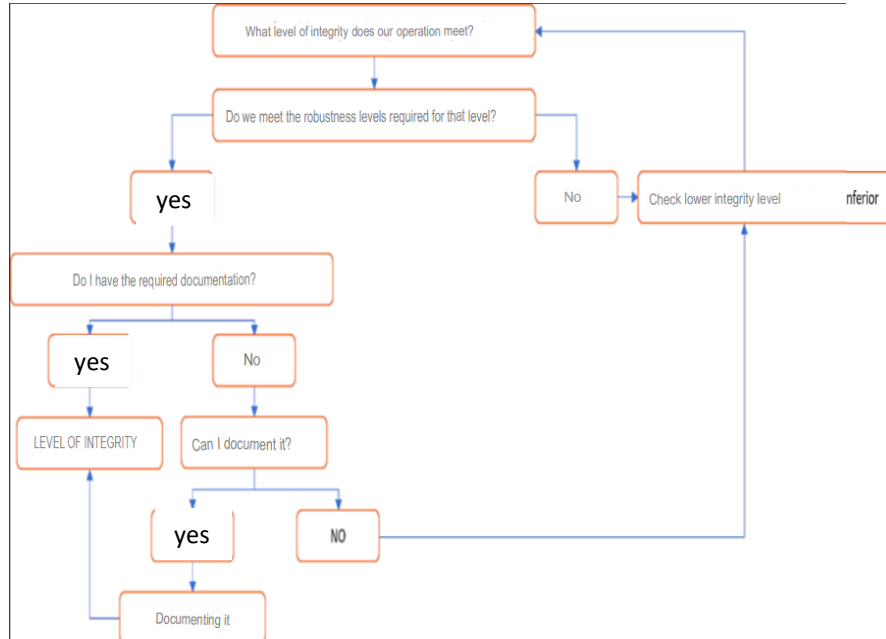 What level of integrity does our operation meet?
Do we meet the robustness levels required for that level?
yes
No
Check lower integrity level
nferior
Do I have the required documentation?
yes
No
LEVEL OF INTEGRITY
Can I document it?
yes
NO
Documenting it